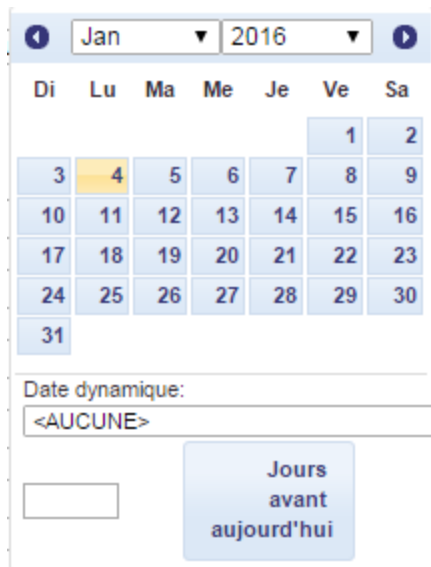 Jan 2016
Di Lu Ma Me Je Ve Sa
1 2
3 4 5 6 7 8 9
10 11 12 13 14 15 16
17 18 19 20 21 22 23
24 25 26 27 28 29 30
31
Date dynamique:
<AUCUNE>
Jours
avant
aujourd'hui